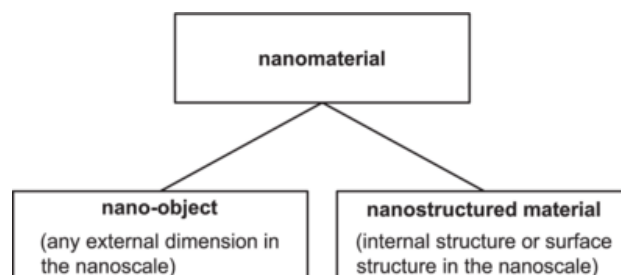 nanomaterial
nano-object
(any external dimension in
the nanoscale)
nanostructured material
(internal structure or surface
structure in the nanoscale)